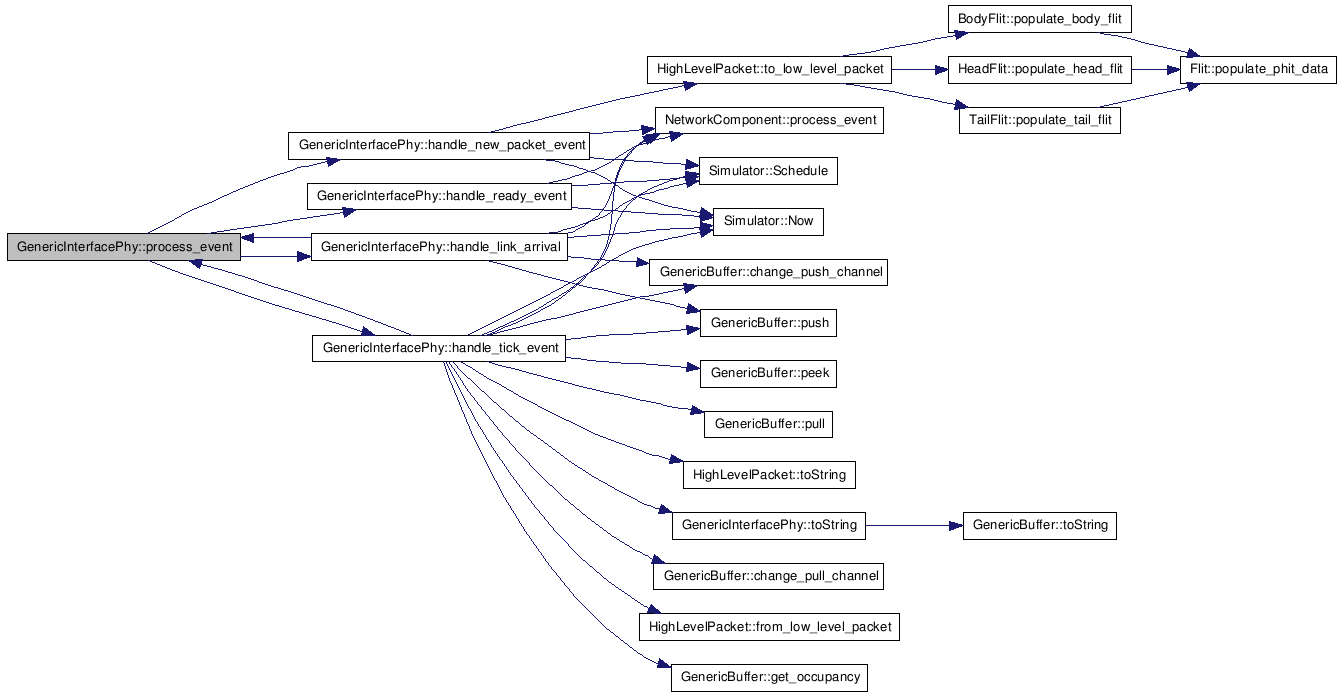 BodyFlit::populate_body_flit
HighLevelPacket::to_low_level_packet
HeadFlit::populate_head_flit
Flit::populate_phit_data
NetworkComponent::process_event
TailFlit::populate_tail_flit
GenericInterfacePhy::handle_new_packet_event
Simulator::Schedule
GenericInterfacePhy::handle_ready_event
Simulator::Now
GenericInterfacePhy::process_event
GenericInterfacePhy::handle_link_arrival
GenericBuffer::change_push_channel
GenericBuffer::push
GenericInterfacePhy::handle_tick_event
GenericBuffer::peek
GenericBuffer::pull
HighLevelPacket::toString
GenericInterfacePhy::toString
GenericBuffer::toString
GenericBuffer::change_pull_channel
HighLevelPacket::from_low_level_packet
GenericBuffer::get_occupancy